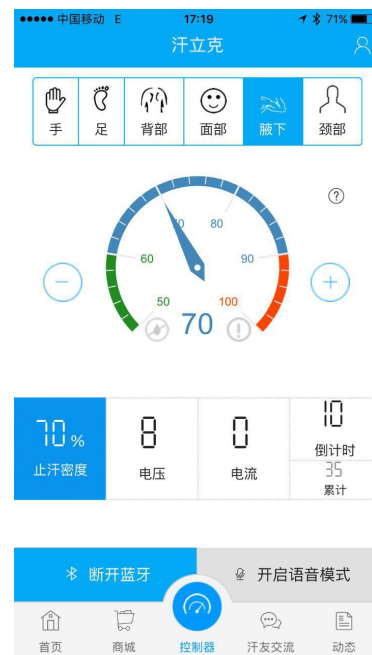 中国移动 E 17:19 71%
汗立克
手 足 背部 面部 腋下 颈部
50 60 70 80 90 100
70
70%
止汗密度
8
电压
0
电流
10
倒计时
35
累计
断开蓝牙 开启语音模式
首页 商城 控制器 汗友交流 动态